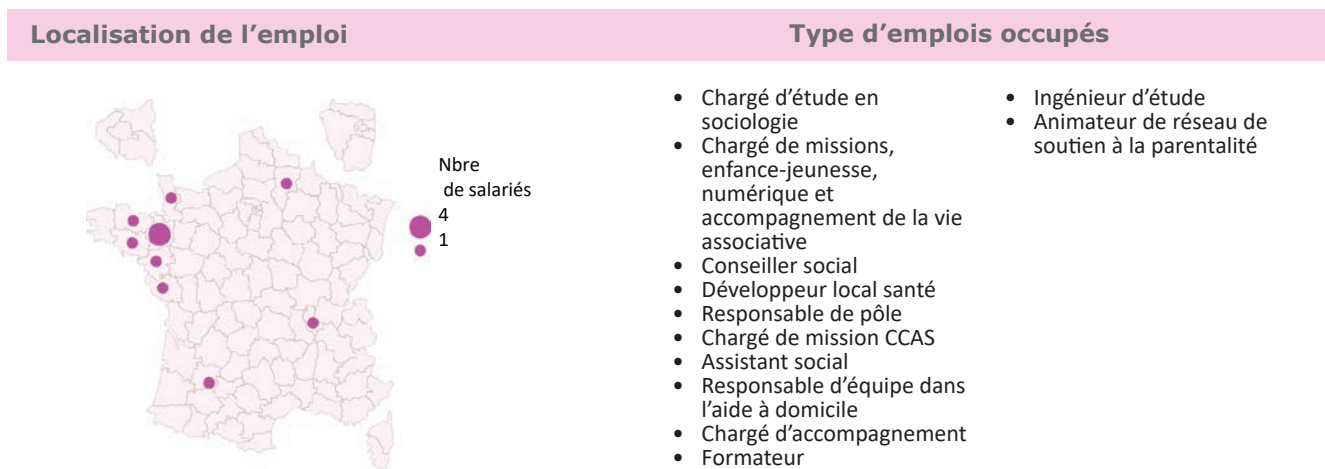 Localisation de l’emploi
Type d’emplois occupés
Nbre
de salariés
4
1
• Chargé d’étude en
sociologie
• Chargé de missions,
enfance-jeunesse,
numérique et
accompagnement de la vie
associative
• Conseiller social
• Développeur local santé
• Responsable de pôle
• Chargé de mission CCAS
• Assistant social
• Responsable d’équipe dans
l’aide à domicile
• Chargé d’accompagnement
• Formateur
• Ingénieur d’étude
• Animateur de réseau de
soutien à la parentalité